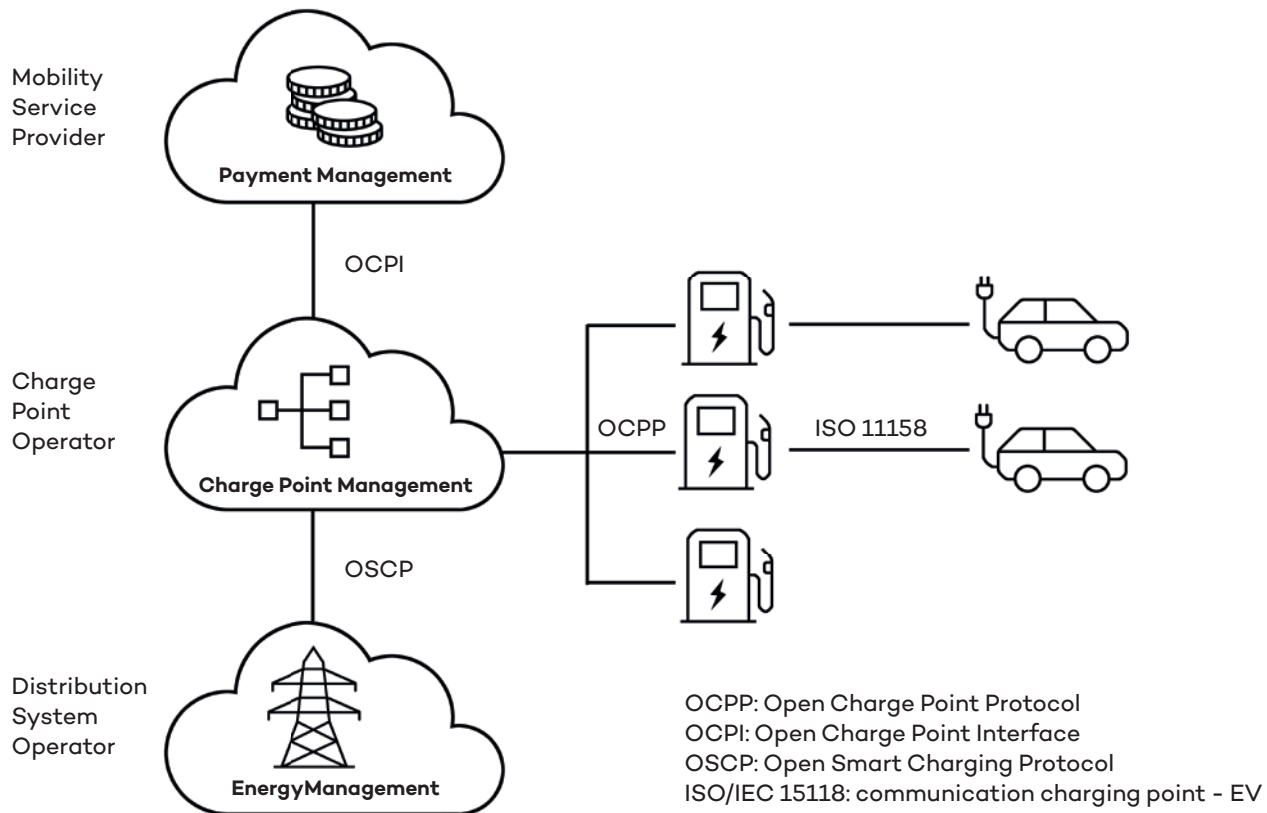 Mobility
Service
Provider
Payment Management
OCPI
Charge
Point
Operator
Charge Point Management
OCPP
ISO 11158
OSCP
Distribution
System
Operator
EnergyManagement
OCPP: Open Charge Point Protocol
OCPI: Open Charge Point Interface
OSCP: Open Smart Charging Protocol
ISO/IEC 15118: communication charging point - EV